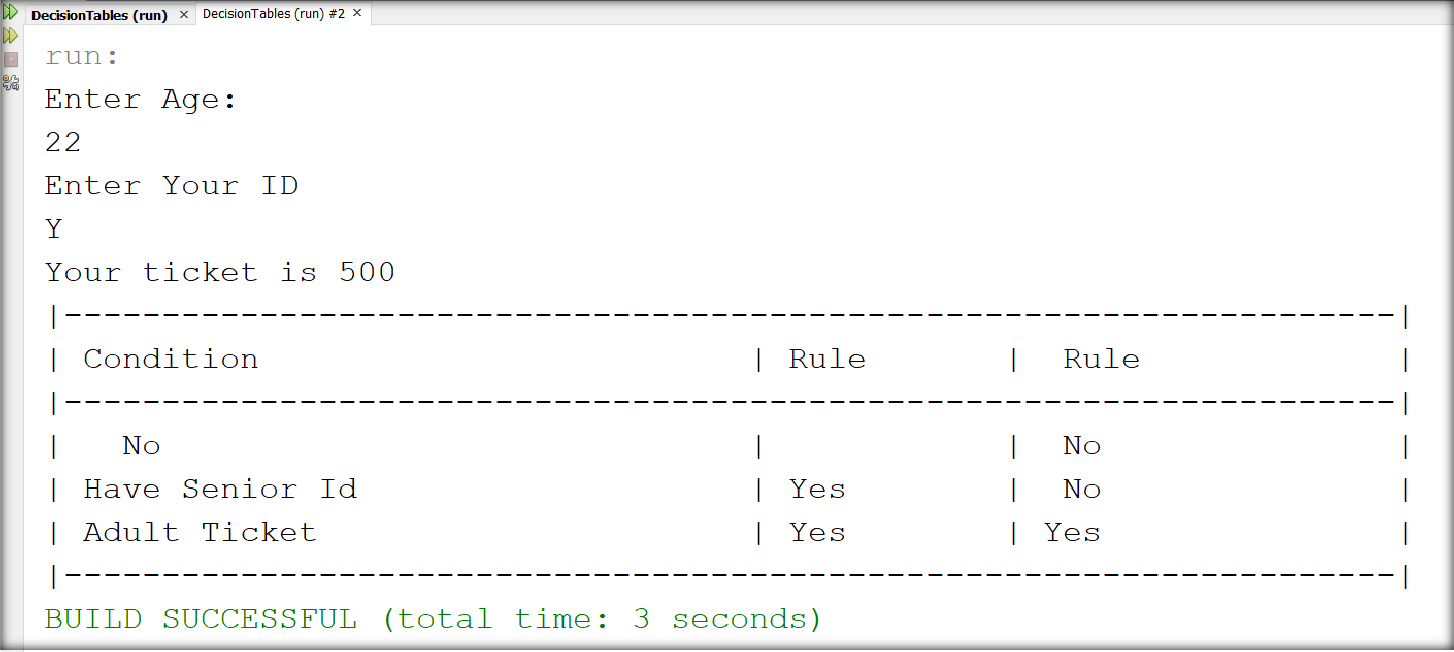 DecisionTables (run) × DecisionTables (run) #2 ×
run:
Enter Age:
22
Enter Your ID
Y
Your ticket is 500
|--------------------------------------------------------------------|
| Condition                         | Rule       |  Rule             |
|--------------------------------------------------------------------|
|   No                              |            |  No               |
| Have Senior Id                    | Yes        |  No               |
| Adult Ticket                      | Yes        | Yes               |
|--------------------------------------------------------------------|
BUILD SUCCESSFUL (total time: 3 seconds)